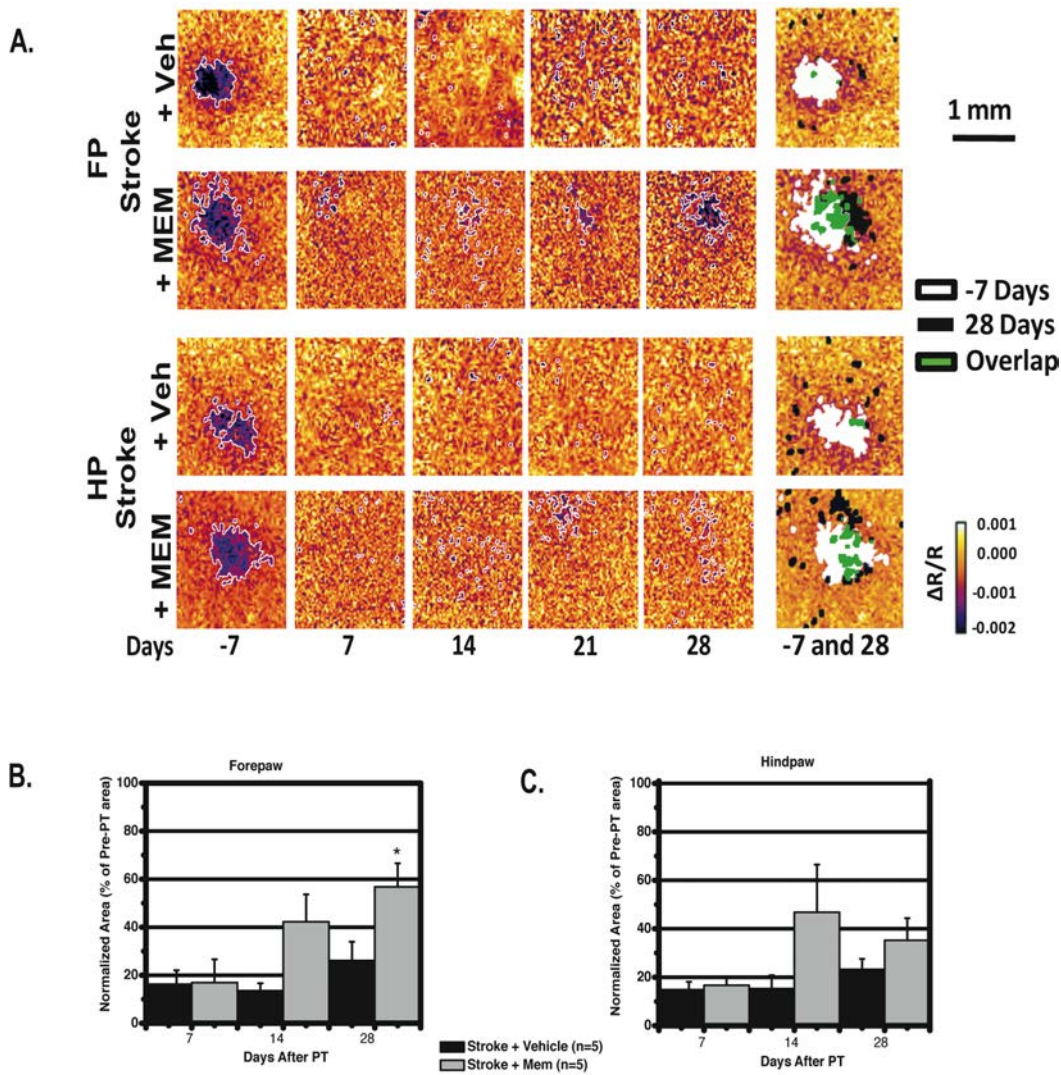 A.
FP
Stroke
+ Veh
+ MEM
HP
Stroke
+ Veh
+ MEM
1 mm
-7 Days
28 Days
Overlap
0.001
0.000
-0.001
-0.002
ΔR/R
Days -7 7 14 21 28 -7 and 28
B.
Forepaw
Normalized Area (% of Pre-PT area)
100
80
60
40
20
0
*
7 14 28
Days After PT
C.
Hindpaw
Normalized Area (% of Pre-PT area)
100
80
60
40
20
0
7 14 28
Days After PT
Stroke + Vehicle (n=5)
Stroke + Mem (n=5)